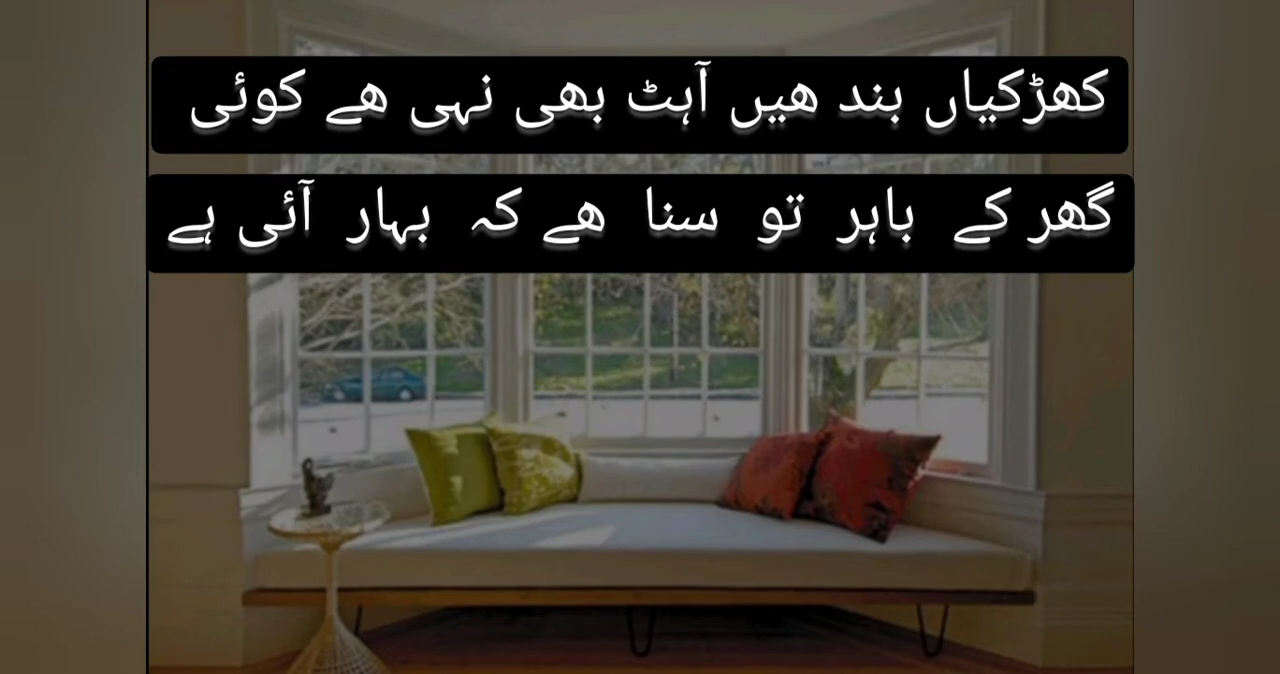 کھڑکیاں بند ھیں آہٹ بھی نہی ھے کوئی
گھر کے باہر تو سنا ھے کہ بہار آئی ہے